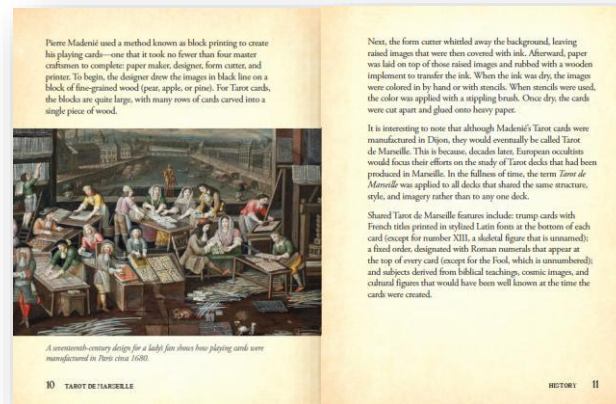 Pierre Madenié used a method known as block printing to create
his playing cards—one that it took no fewer than four master
craftsmen to complete: paper maker, designer, form cutter, and
printer. To begin, the designer drew the images in black line on a
block of fine-grained wood (pear, apple, or pine). For Tarot cards,
the blocks are quite large, with many rows of cards carved into a
single piece of wood.
A seventeenth-century design for a lady's fan shows how playing cards were
manufactured in Paris circa 1680.
10 TAROT DE MARSEILLE
Next, the form cutter whittled away the background, leaving
raised images that were then covered with ink. Afterward, paper
was laid on top of those raised images and rubbed with a wooden
implement to transfer the ink. When the ink was dry, the images
were colored in by hand or with stencils. When stencils were used,
the color was applied with a stippling brush. Once dry, the cards
were cut apart and glued onto heavy paper.
It is interesting to note that although Madenié's Tarot cards were
manufactured in Dijon, they would eventually be called Tarot
de Marseille. This is because, decades later, European occultists
would focus their efforts on the study of Tarot decks that had been
produced in Marseille. In the fullness of time, the term Tarot de
Marseille was applied to all decks that shared the same structure,
style, and imagery rather than to any one deck.
Shared Tarot de Marseille features include: trump cards with
French titles printed in stylized Latin fonts at the bottom of each
card (except for number XIII, a skeletal figure that is unnamed);
a fixed order, designated with Roman numerals that appear at
the top of every card (except for the Fool, which is unnumbered);
and subjects derived from biblical teachings, cosmic images, and
cultural figures that would have been well known at the time the
cards were created.
HISTORY 11